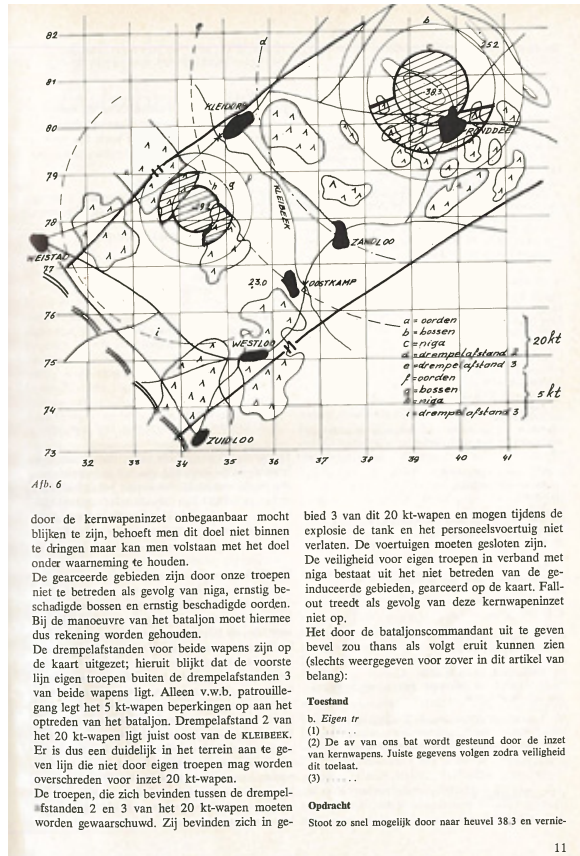 82
81
80
79
78
77
76
75
74
73
32
33
34
35
36
37
38
39
40
41
b
252
c
38.3
RONDDEEL
d
KLEIDORP
h
g
f
KLEIBEEK
ZANDLOO
WEISTAD
23.0
OOSTKAMP
i
WESTLOO
ZUIDLOO
a = oorden
b = bossen
c = niga
d = drempelafstand 2
e = drempelafstand 3
20 kt
f = oorden
g = bossen
h = niga
i = drempelafstand 3
5 kt
Afb. 6
door de kernwapeninzet onbegaanbaar mocht
blijken te zijn, behoeft men dit doel niet binnen
te dringen maar kan men volstaan met het doel
onder waarneming te houden.
De gearceerde gebieden zijn door onze troepen
niet te betreden als gevolg van niga, ernstig be-
schadigde bossen en ernstig beschadigde oorden.
Bij de manoeuvre van het bataljon moet hiermee
dus rekening worden gehouden.
De drempelafstanden voor beide wapens zijn op
de kaart uitgezet; hieruit blijkt dat de voorste
lijn eigen troepen buiten de drempelafstanden 3
van beide wapens ligt. Alleen v.w.b. patrouille-
gang legt het 5 kt-wapen beperkingen op aan het
optreden van het bataljon. Drempelafstand 2 van
het 20 kt-wapen ligt juist oost van de KLEIBEEK.
Er is dus een duidelijk in het terrein aan te ge-
ven lijn die niet door eigen troepen mag worden
overschreden voor inzet 20 kt-wapen.
De troepen, die zich bevinden tussen de drempel-
afstanden 2 en 3 van het 20 kt-wapen moeten
worden gewaarschuwd. Zij bevinden zich in ge-
bied 3 van dit 20 kt-wapen en mogen tijdens de
explosie de tank en het personeelsvoertuig niet
verlaten. De voertuigen moeten gesloten zijn.
De veiligheid voor eigen troepen in verband met
niga bestaat uit het niet betreden van de ge-
induceerde gebieden, gearceerd op de kaart. Fall-
out treedt als gevolg van deze kernwapeninzet
niet op.
Het door de bataljonscommandant uit te geven
bevel zou thans als volgt eruit kunnen zien
(slechts weergegeven voor zover in dit artikel van
belang):
Toestand
b. Eigen tr
(1) ......
(2) De av van ons bat wordt gesteund door de inzet
van kernwapens. Juiste gegevens volgen zodra veiligheid
dit toelaat.
(3) ......
Opdracht
Stoot zo snel mogelijk door naar heuvel 38.3 en vernie-
11